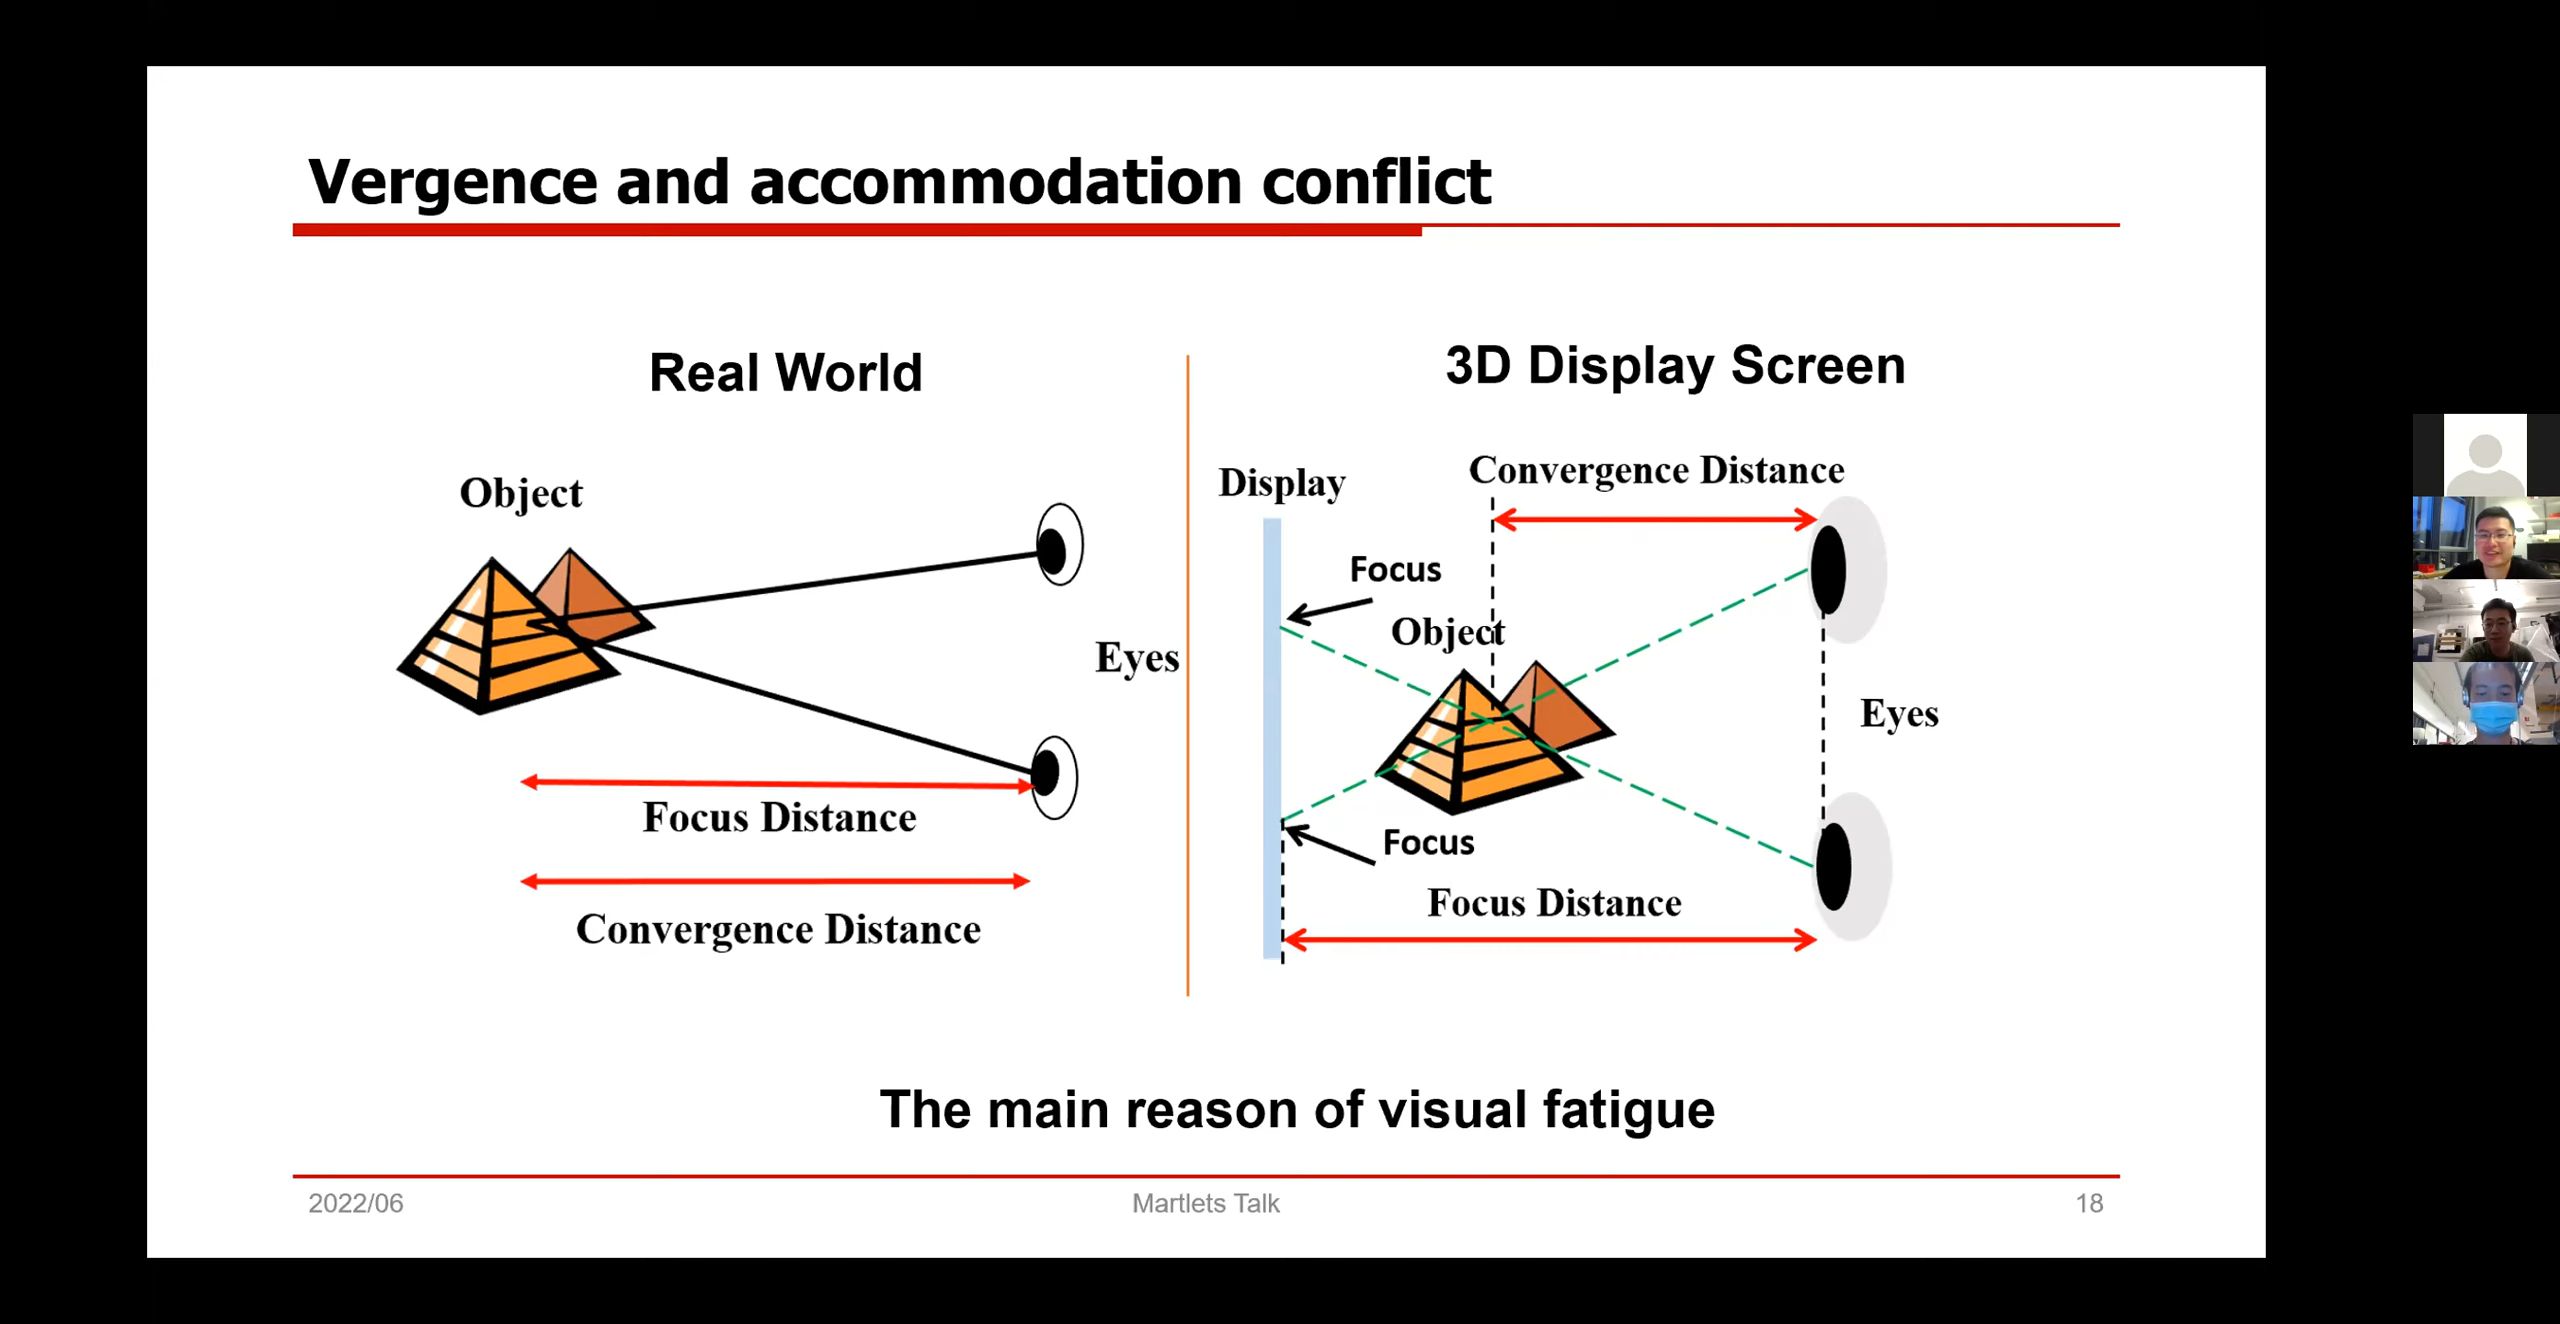 Vergence and accommodation conflict
Real World
Object
Eyes
Focus Distance
Convergence Distance
3D Display Screen
Convergence Distance
Display
Focus
Object
Eyes
Focus
Focus Distance
The main reason of visual fatigue
2022/06
Martlets Talk
18